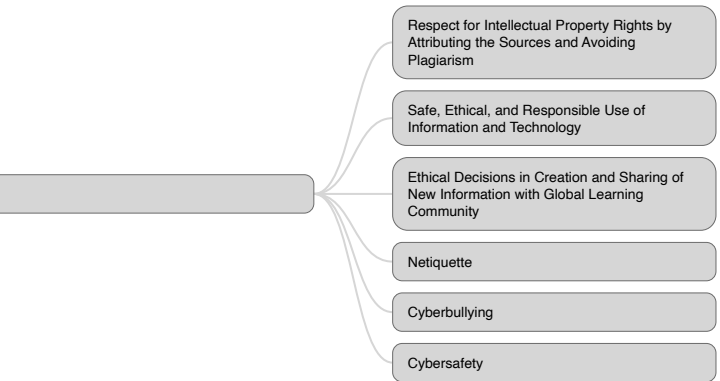 Respect for Intellectual Property Rights by
Attributing the Sources and Avoiding
Plagiarism
Safe, Ethical, and Responsible Use of
Information and Technology
Ethical Decisions in Creation and Sharing of
New Information with Global Learning
Community
Netiquette
Cyberbullying
Cybersafety